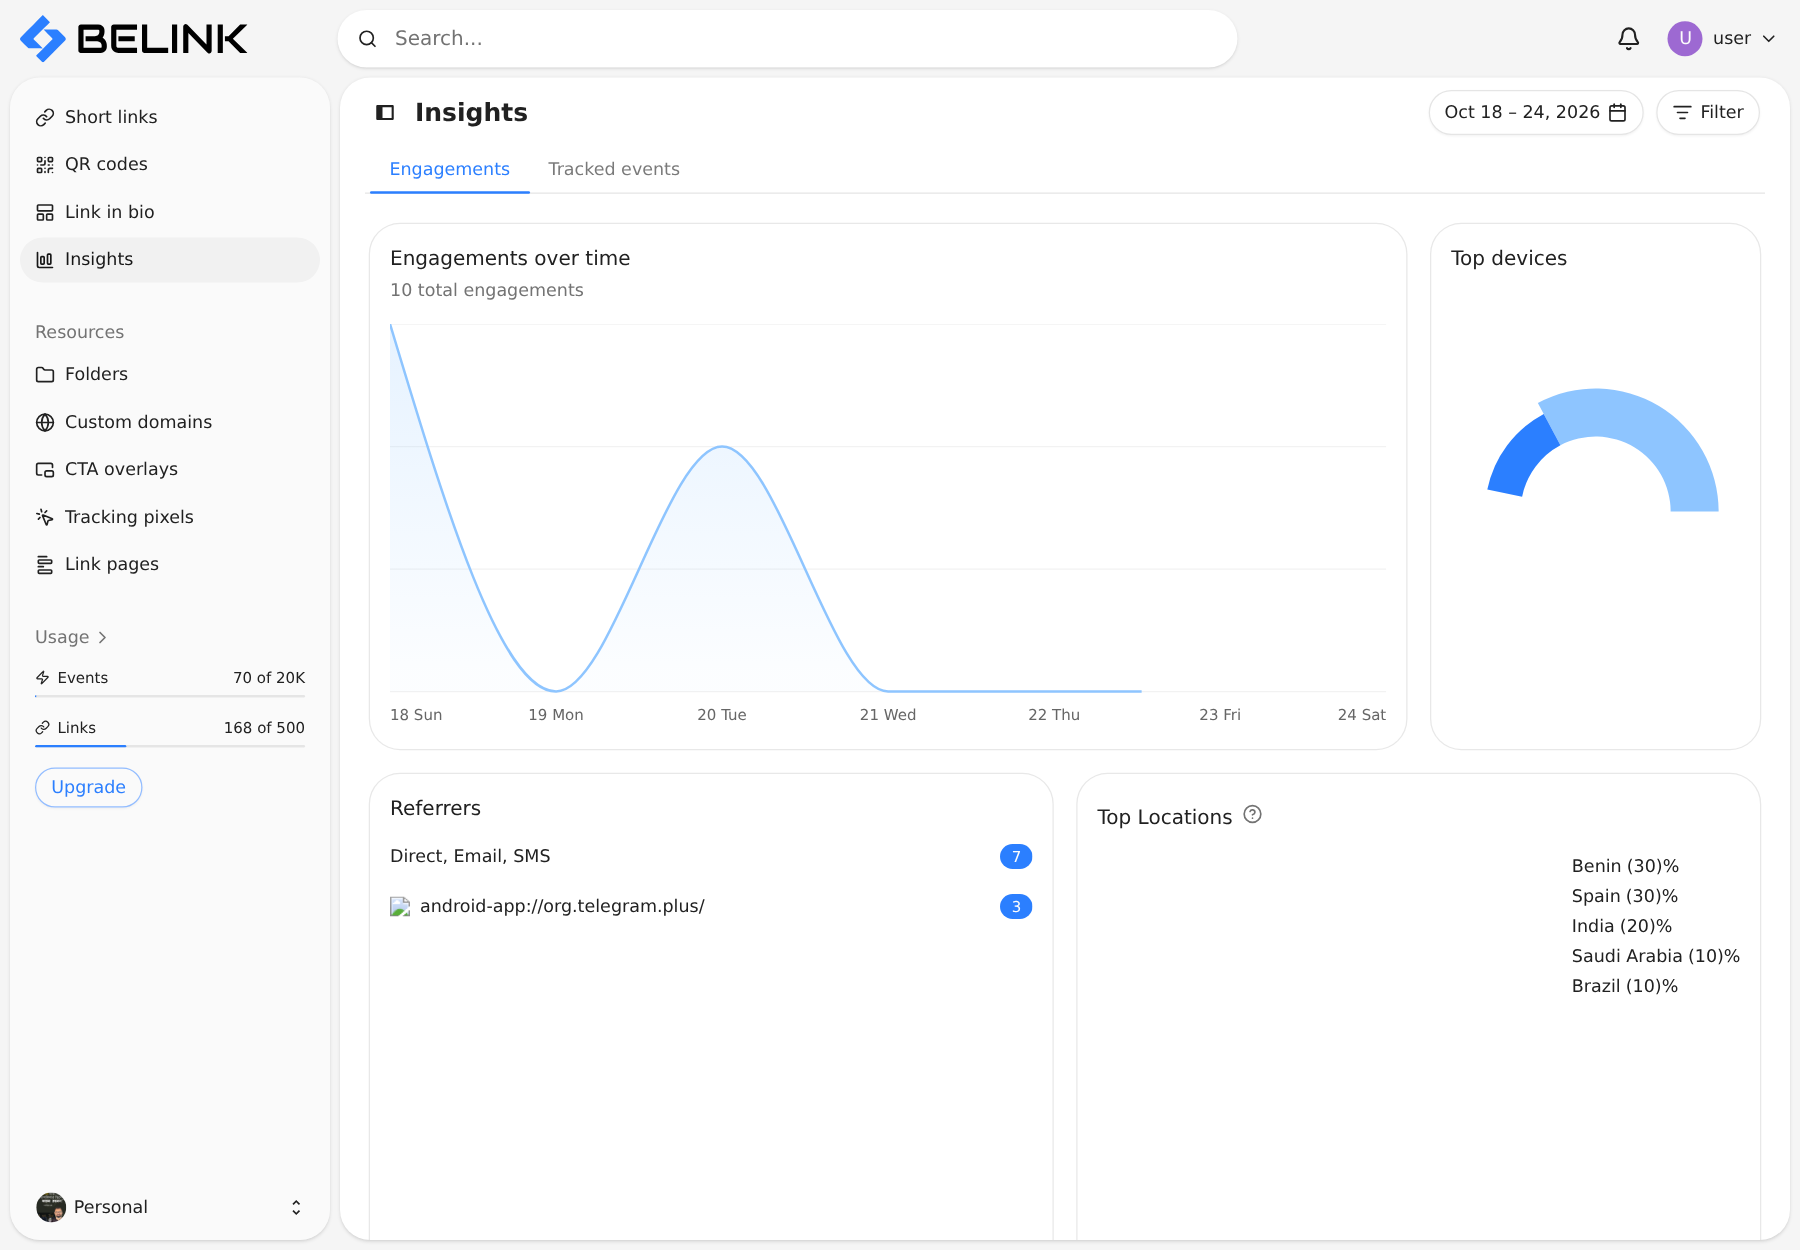 BELINK
Search...
U
user
Short links
QR codes
Link in bio
Insights
Resources
Folders
Custom domains
CTA overlays
Tracking pixels
Link pages
Usage
Events
70 of 20K
Links
168 of 500
Upgrade
Personal
Insights
Oct 18 – 24, 2026
Filter
Engagements
Tracked events
Engagements over time
10 total engagements
18 Sun
19 Mon
20 Tue
21 Wed
22 Thu
23 Fri
24 Sat
Top devices
Referrers
Direct, Email, SMS
7
android-app://org.telegram.plus/
3
Top Locations
Benin (30)%
Spain (30)%
India (20)%
Saudi Arabia (10)%
Brazil (10)%